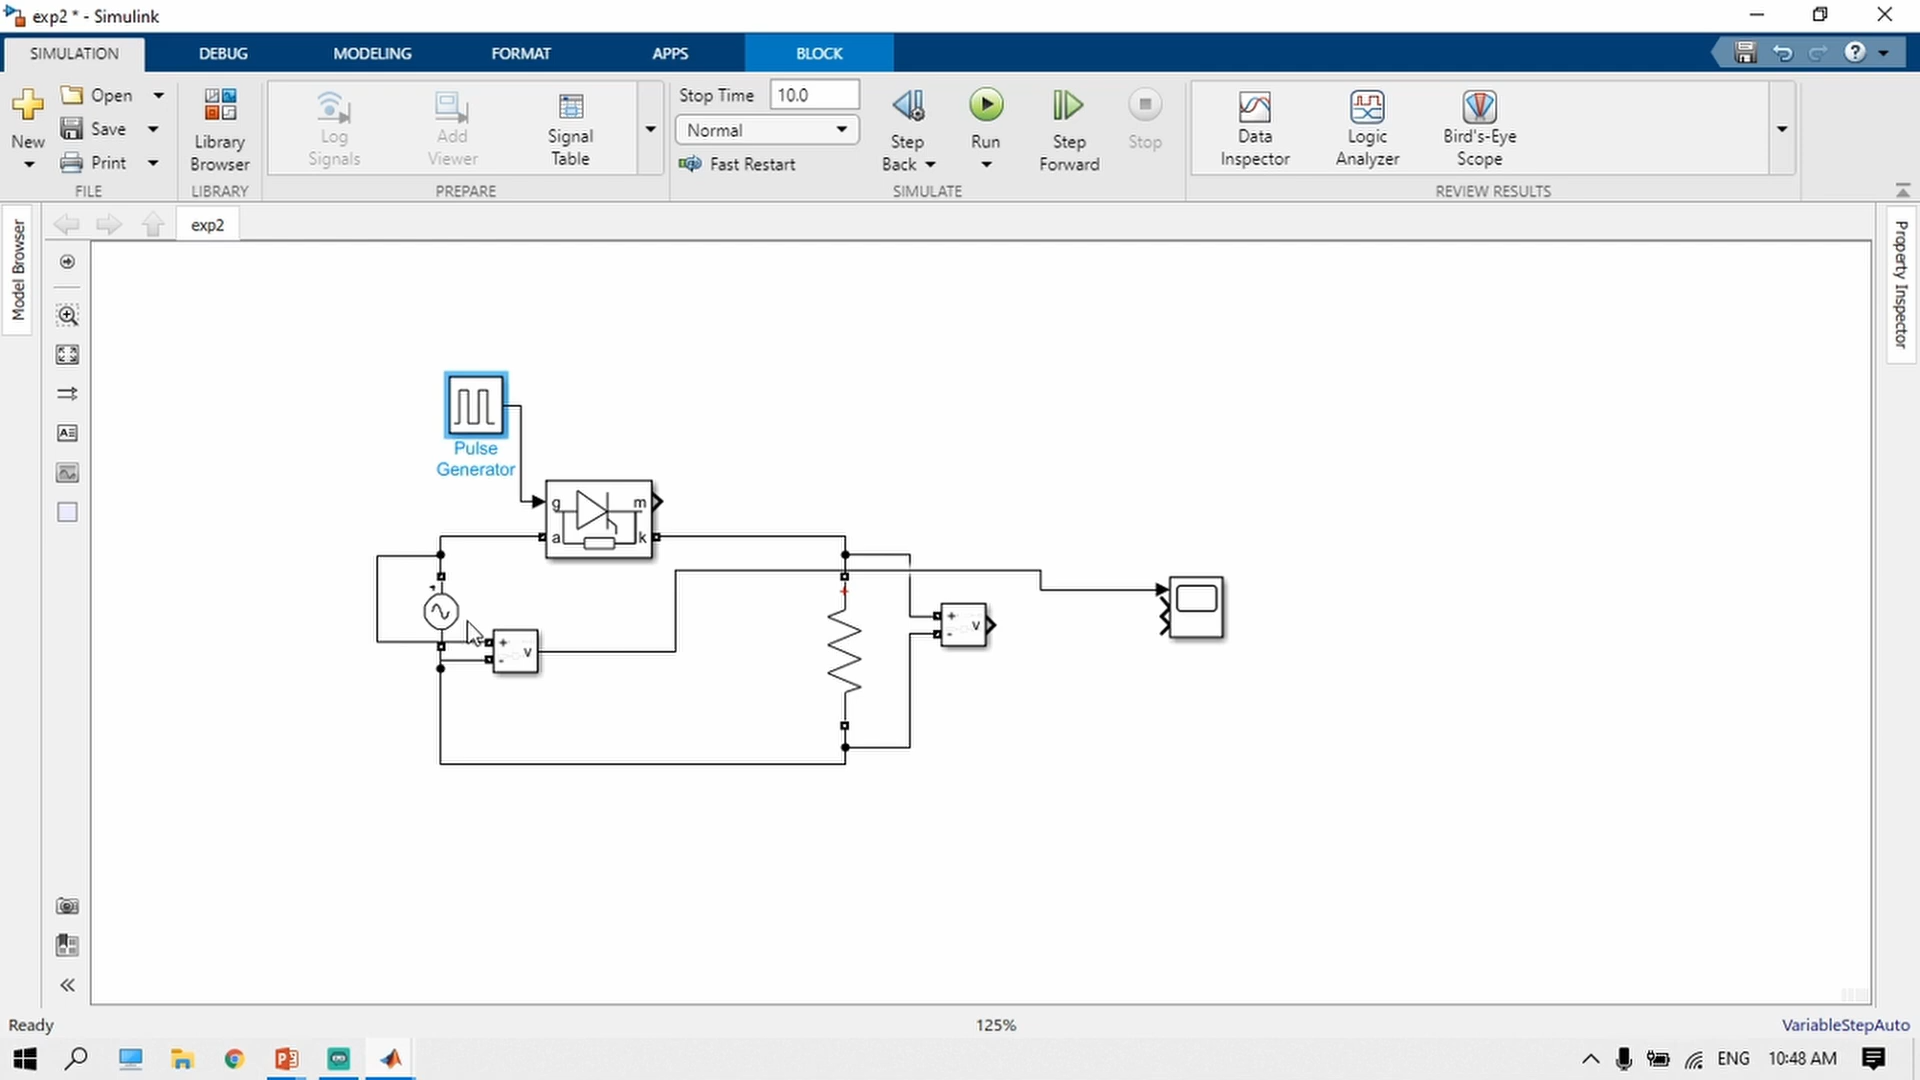 exp2 * - Simulink
SIMULATION DEBUG MODELING FORMAT APPS BLOCK
New
Open
Save
Print
FILE
Library
Browser
LIBRARY
Log
Signals
Add
Viewer
Signal
Table
PREPARE
Stop Time 10.0
Normal
Fast Restart
Step
Back
Run
Step
Forward
Stop
SIMULATE
Data
Inspector
Logic
Analyzer
Bird's-Eye
Scope
REVIEW RESULTS
Model Browser
exp2
Property Inspector
Pulse
Generator
g m
a k
+
- v
+
+ v
-
Ready 125% VariableStepAuto
ENG 10:48 AM